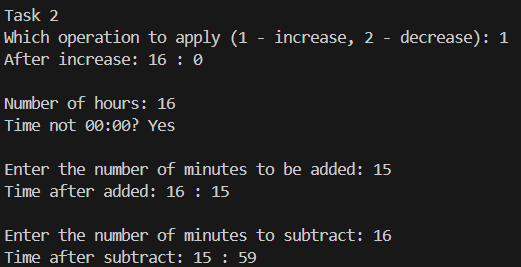 Task 2
Which operation to apply (1 - increase, 2 - decrease): 1
After increase: 16 : 0
Number of hours: 16
Time not 00:00? Yes
Enter the number of minutes to be added: 15
Time after added: 16 : 15
Enter the number of minutes to subtract: 16
Time after subtract: 15 : 59